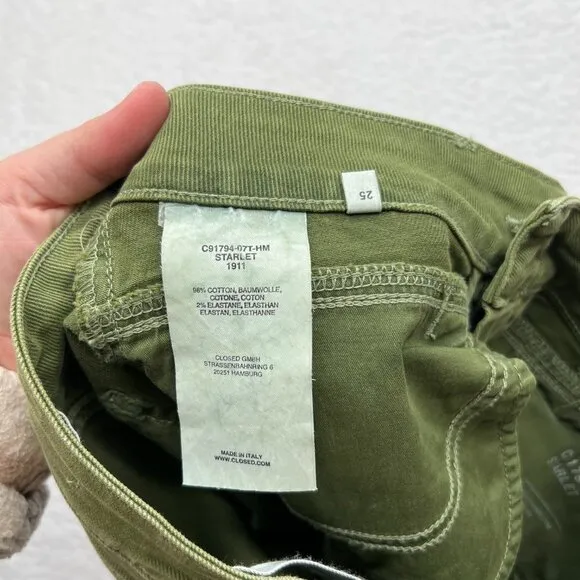 25
C91794-07T-HM
STARLET
1911
98% COTTON, BAUMWOLLE,
COTONE, COTON
2% ELASTANE, ELASTHAN
ELASTAN, ELASTHANNE
CLOSED GMBH
STRASSENBAHNRING 6
20251 HAMBURG
MADE IN ITALY
WWW.CLOSED.COM